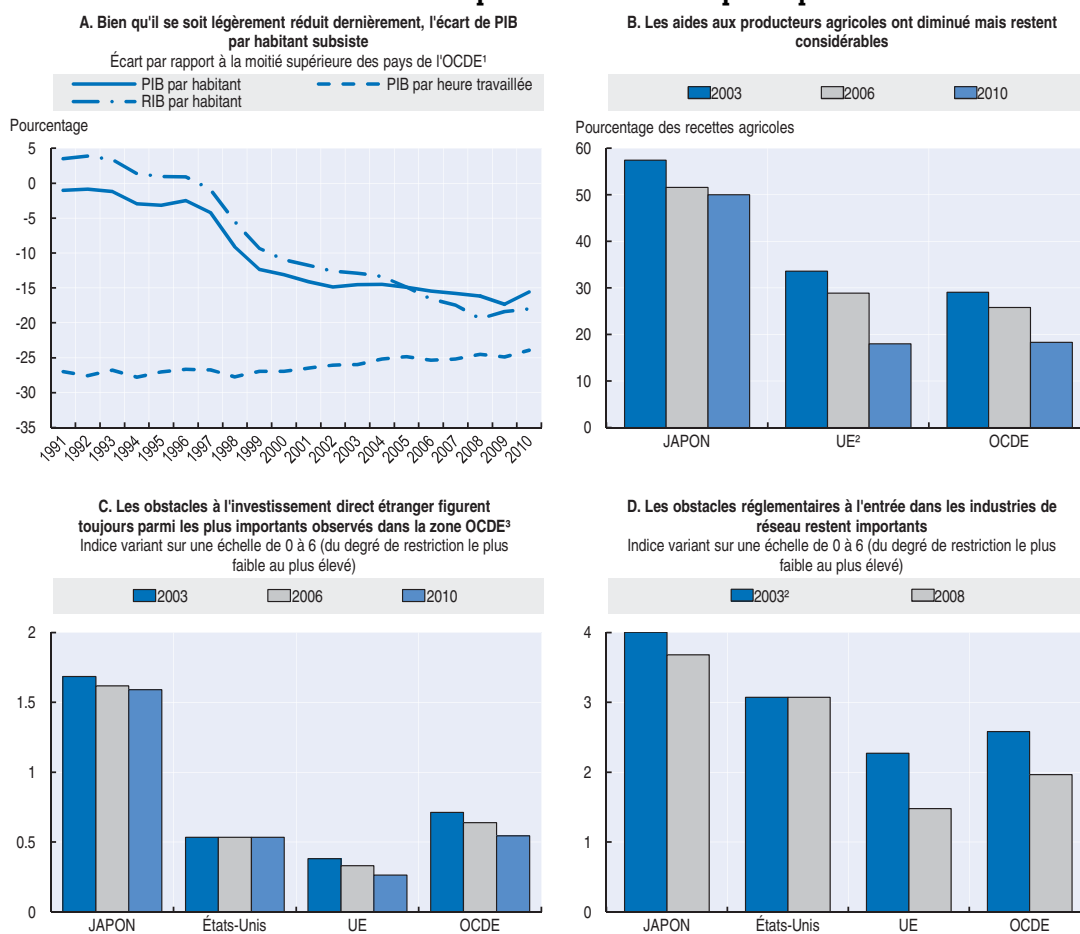 A. Bien qu'il se soit légèrement réduit dernièrement, l'écart de PIB
par habitant subsiste
Écart par rapport à la moitié supérieure des pays de l'OCDE¹
PIB par habitant
PIB par heure travaillée
RIB par habitant
Pourcentage
5
0
-5
-10
-15
-20
-25
-30
-35
1991 1992 1993 1994 1995 1996 1997 1998 1999 2000 2001 2002 2003 2004 2005 2006 2007 2008 2009 2010
B. Les aides aux producteurs agricoles ont diminué mais restent
considérables
2003 2006 2010
Pourcentage des recettes agricoles
60
50
40
30
20
10
0
JAPON UE² OCDE
C. Les obstacles à l'investissement direct étranger figurent
toujours parmi les plus importants observés dans la zone OCDE³
Indice variant sur une échelle de 0 à 6 (du degré de restriction le plus
faible au plus élevé)
2003 2006 2010
2
1.5
1
0.5
0
JAPON États-Unis UE OCDE
D. Les obstacles réglementaires à l'entrée dans les industries de
réseau restent importants
Indice variant sur une échelle de 0 à 6 (du degré de restriction le plus
faible au plus élevé)
2003² 2008
4
3
2
1
0
JAPON États-Unis UE OCDE